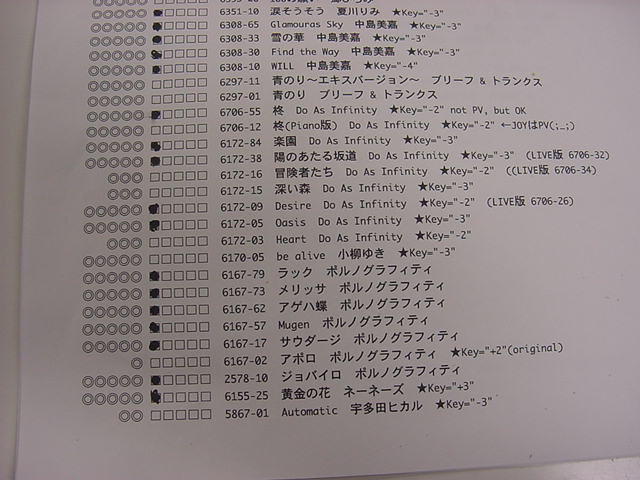 ◎◎◎◎◎ ■□□□□ 6351-10 涙そうそう 夏川りみ ★Key="-3"
◎◎◎◎◎ ■□□□□ 6308-65 Glamouras Sky 中島美嘉 ★Key="-3"
◎◎◎◎◎ ■□□□□ 6308-33 雪の華 中島美嘉 ★Key="-3"
◎◎◎◎◎ ■□□□□ 6308-30 Find the Way 中島美嘉 ★Key="-3"
◎◎◎◎◎ ■□□□□ 6308-10 WILL 中島美嘉 ★Key="-4"
◎◎◎◎◎ □□□□□ 6297-11 青のり～エキスバージョン～ ブリーフ & トランクス
◎◎◎◎◎ □□□□□ 6297-01 青のり ブリーフ & トランクス
◎◎◎◎◎ ■□□□□ 6706-55 柊 Do As Infinity ★Key="-2" not PV, but OK
◎◎◎◎◎ □□□□□ 6706-12 柊(Piano版) Do As Infinity ★Key="-2" ←JOYはPV(;_;)
◎◎◎◎◎ ■□□□□ 6172-84 楽園 Do As Infinity ★Key="-3"
◎◎◎◎◎ ■□□□□ 6172-38 陽のあたる坂道 Do As Infinity ★Key="-3" (LIVE版 6706-32)
◎◎◎ □□□□□ 6172-16 冒険者たち Do As Infinity ★Key="-2" ((LIVE版 6706-34)
◎◎◎ □□□□□ 6172-15 深い森 Do As Infinity ★Key="-3"
◎◎◎◎◎ ■□□□□ 6172-09 Desire Do As Infinity ★Key="-2" (LIVE版 6706-26)
◎◎◎◎◎ ■□□□□ 6172-05 Oasis Do As Infinity ★Key="-3"
◎◎◎ □□□□□ 6172-03 Heart Do As Infinity ★Key="-2"
◎◎◎◎◎ □□□□□ 6170-05 be alive 小柳ゆき ★Key="-3"
◎◎◎◎◎ ■□□□□ 6167-79 ラック ポルノグラフィティ
◎◎◎◎◎ ■□□□□ 6167-73 メリッサ ポルノグラフィティ
◎◎◎◎◎ ■□□□□ 6167-62 アゲハ蝶 ポルノグラフィティ
◎◎◎◎◎ ■□□□□ 6167-57 Mugen ポルノグラフィティ
◎◎◎◎◎ ■□□□□ 6167-17 サウダージ ポルノグラフィティ
◎ □□□□□ 6167-02 アポロ ポルノグラフィティ ★Key="+2"(original)
◎◎◎◎◎ ■□□□□ 2578-10 ジョバイロ ポルノグラフィティ
◎◎◎◎◎ ■□□□□ 6155-25 黄金の花 ネーネーズ ★Key="+3"
◎◎ □□□□□ 5867-01 Automatic 宇多田ヒカル ★Key="-3"